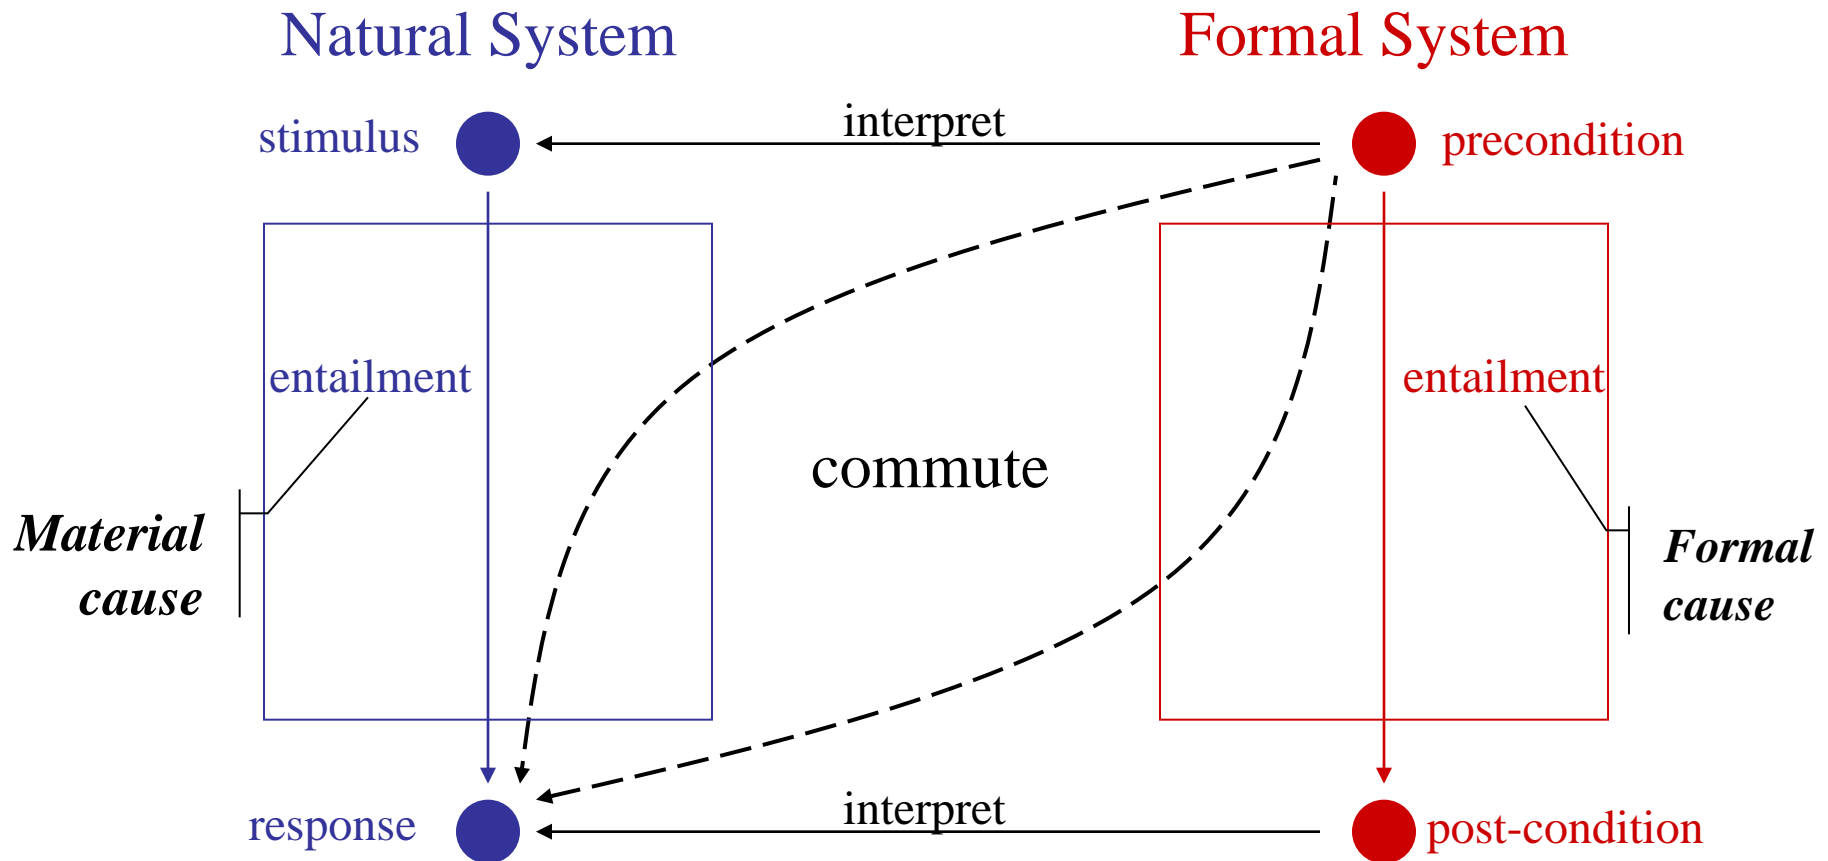 Natural System
Formal System
stimulus
interpret
precondition
entailment
entailment
commute
Material
cause
Formal
cause
response
interpret
post-condition